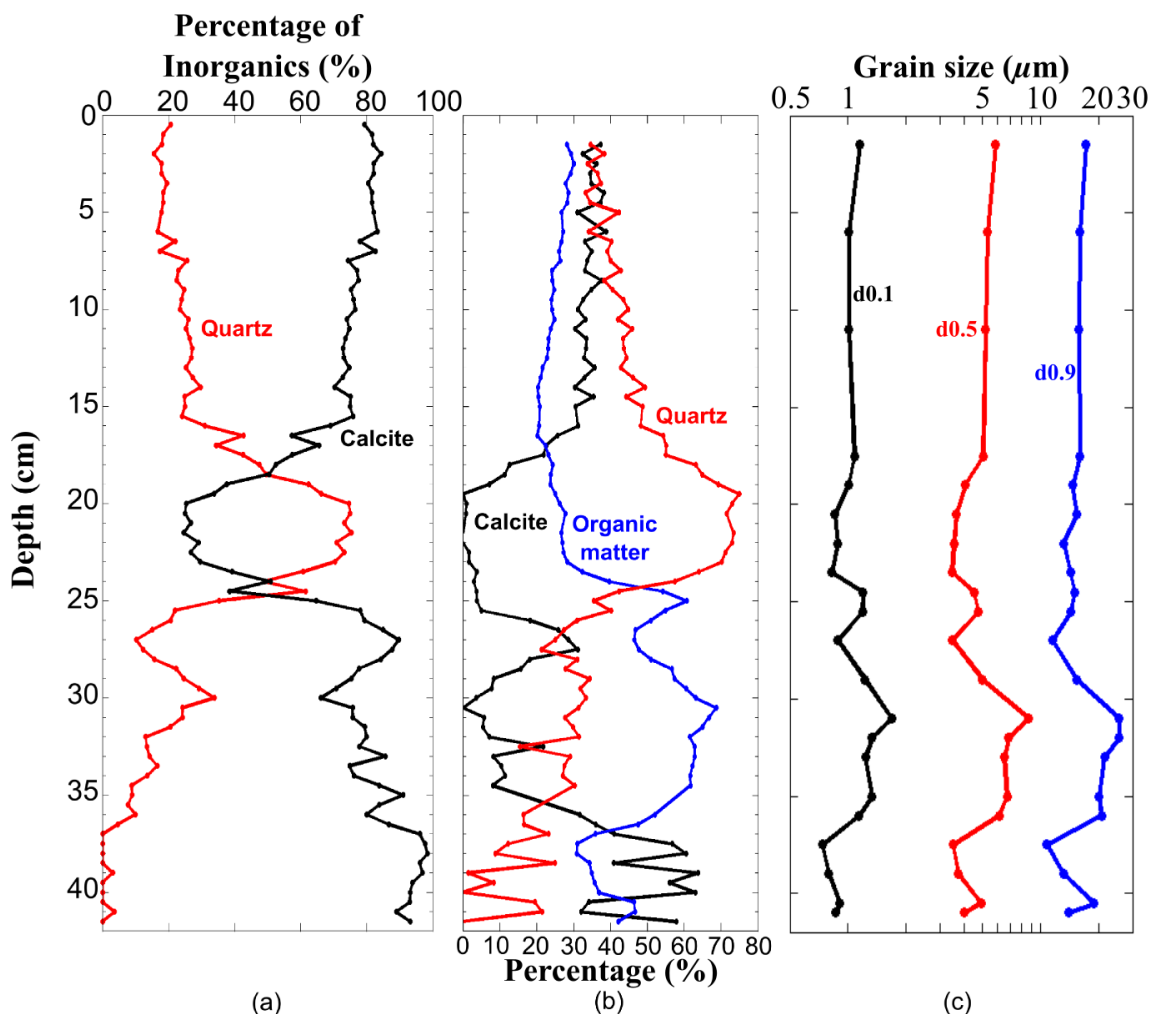 Percentage of
Inorganics (%)
0 20 40 60 80 100
Grain size (µm)
0.5 1 5 10 20 30
Depth (cm)
0
5
10
15
20
25
30
35
40
Quartz
Calcite
Quartz
Calcite
Organic
matter
d0.1
d0.5
d0.9
0 10 20 30 40 50 60 70 80
Percentage (%)
(a) (b) (c)